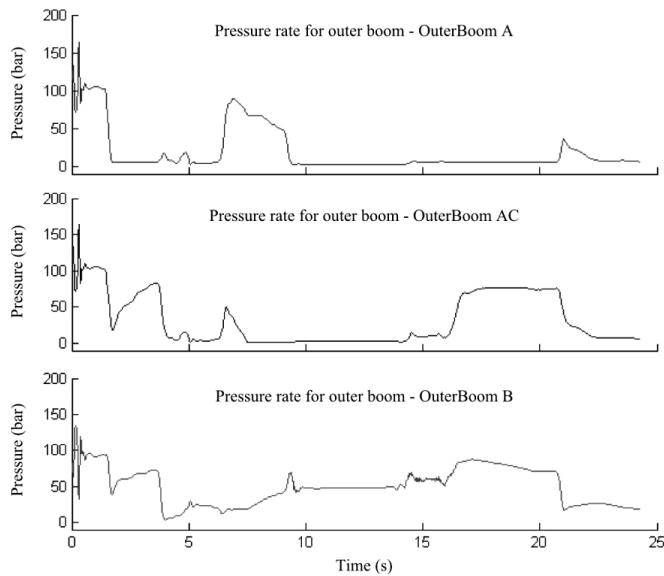 Pressure rate for outer boom - OuterBoom A
Pressure (bar)
200
150
100
50
0
Pressure rate for outer boom - OuterBoom AC
Pressure (bar)
200
150
100
50
0
Pressure rate for outer boom - OuterBoom B
Pressure (bar)
200
150
100
50
0
0 5 10 15 20 25
Time (s)